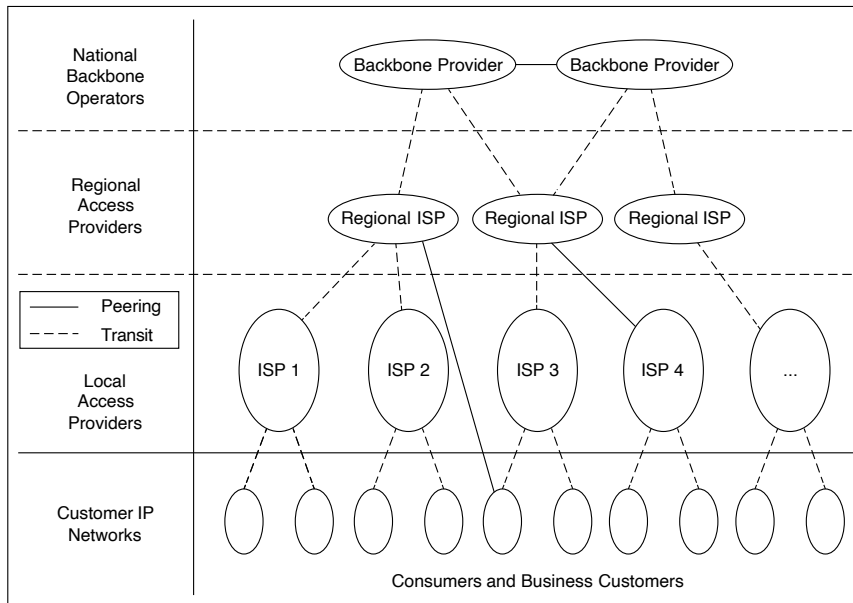 National
Backbone
Operators
Backbone Provider
Backbone Provider
Regional
Access
Providers
Regional ISP
Regional ISP
Regional ISP
Peering
Transit
Local
Access
Providers
ISP 1
ISP 2
ISP 3
ISP 4
...
Customer IP
Networks
Consumers and Business Customers